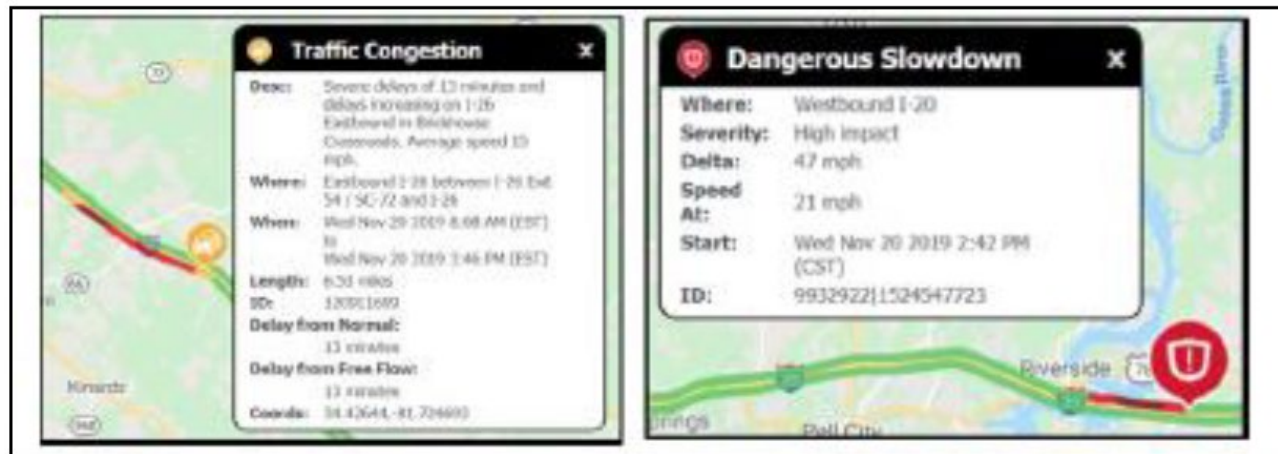 Traffic Congestion x
Desc: Severe delays of 13 minutes and
delays increasing on I-26
Eastbound in Brickhouse
Crossroads. Average speed 15
mph.
Where: Eastbound I-26 between I-26 Exit
54 / SC-72 and I-26
When: Wed Nov 20 2019 8:08 AM (EST)
to
Wed Nov 20 2019 3:46 PM (EST)
Length: 6.53 miles
ID:
Delay from Normal:
13 minutes
Delay from Free Flow:
13 minutes
Coords:
72
66
Kinards
Dangerous Slowdown x
Where: Westbound I-20
Severity: High impact
Delta: 47 mph
Speed
At: 21 mph
Start: Wed Nov 20 2019 2:42 PM
(CST)
ID: 9932922|1524547723
Riverside
Pell City